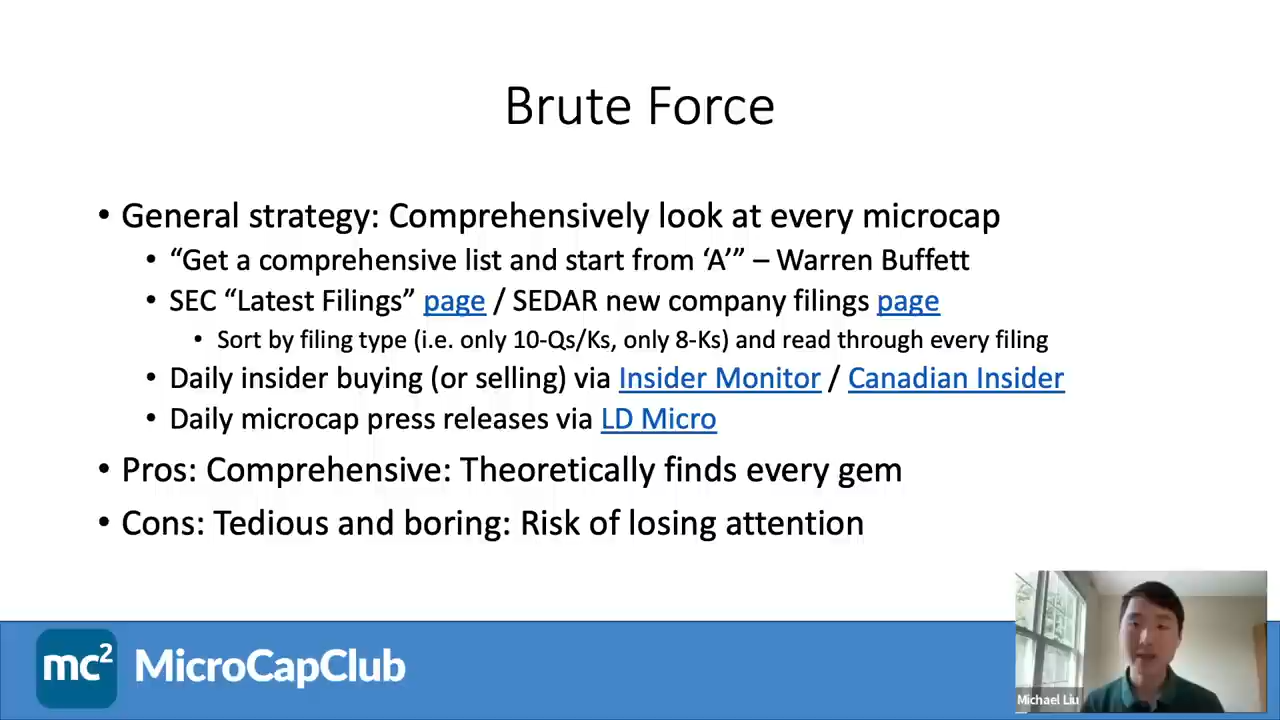 Brute Force
• General strategy: Comprehensively look at every microcap
• “Get a comprehensive list and start from ‘A’” – Warren Buffett
• SEC “Latest Filings” page / SEDAR new company filings page
• Sort by filing type (i.e. only 10-Qs/Ks, only 8-Ks) and read through every filing
• Daily insider buying (or selling) via Insider Monitor / Canadian Insider
• Daily microcap press releases via LD Micro
• Pros: Comprehensive: Theoretically finds every gem
• Cons: Tedious and boring: Risk of losing attention
mc² MicroCapClub
Michael Liu